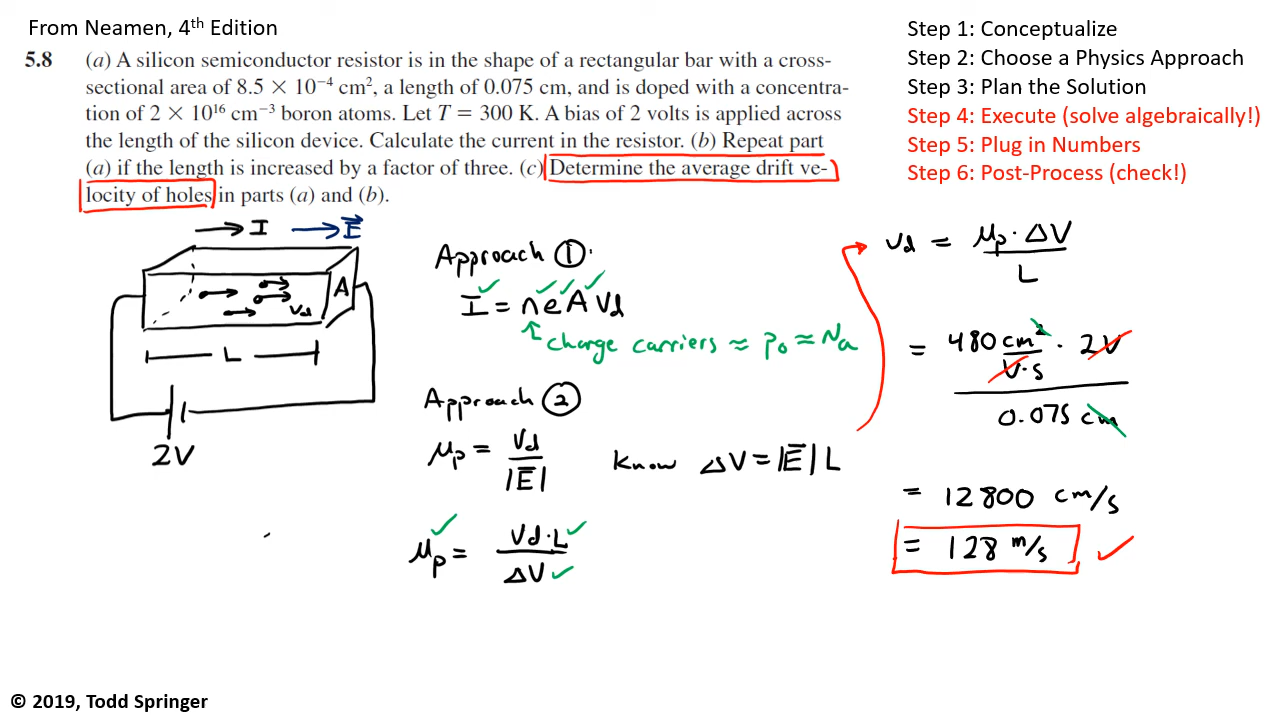 From Neamen, 4th Edition
5.8 (a) A silicon semiconductor resistor is in the shape of a rectangular bar with a cross-
sectional area of 8.5 × 10⁻⁴ cm², a length of 0.075 cm, and is doped with a concentra-
tion of 2 × 10¹⁶ cm⁻³ boron atoms. Let T = 300 K. A bias of 2 volts is applied across
the length of the silicon device. Calculate the current in the resistor. (b) Repeat part
(a) if the length is increased by a factor of three. (c) Determine the average drift ve-
locity of holes in parts (a) and (b).
Step 1: Conceptualize
Step 2: Choose a Physics Approach
Step 3: Plan the Solution
Step 4: Execute (solve algebraically!)
Step 5: Plug in Numbers
Step 6: Post-Process (check!)
→ I → E⃗
A
Vd
L
2V
Approach ①
I = n e A Vd
charge carriers ≈ p₀ ≈ Na
Approach ②
μp = Vd / |E⃗| Know ΔV = |E⃗| L
μp = Vd · L / ΔV
Vd = μp · ΔV / L
= 480 cm² / V·s · 2V / 0.075 cm
= 12800 cm/s
= 128 m/s ✓
© 2019, Todd Springer